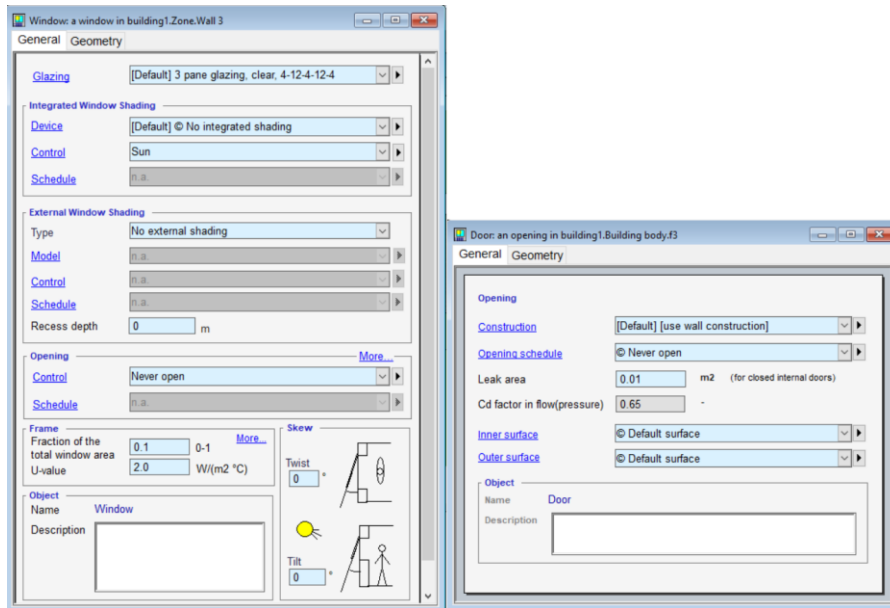 Window: a window in building1.Zone.Wall 3
General Geometry
Glazing [Default] 3 pane glazing, clear, 4-12-4-12-4
Integrated Window Shading
Device [Default] © No integrated shading
Control Sun
Schedule n.a.
External Window Shading
Type No external shading
Model n.a.
Control n.a.
Schedule n.a.
Recess depth 0 m
Opening More...
Control Never open
Schedule n.a.
Frame
Fraction of the total window area 0.1 0-1 More...
U-value 2.0 W/(m2 °C)
Skew
Twist
0 °
Tilt
0 °
Object
Name Window
Description
Door: an opening in building1.Building body.f3
General Geometry
Opening
Construction [Default] [use wall construction]
Opening schedule © Never open
Leak area 0.01 m2 (for closed internal doors)
Cd factor in flow(pressure) 0.65 -
Inner surface © Default surface
Outer surface © Default surface
Object
Name Door
Description